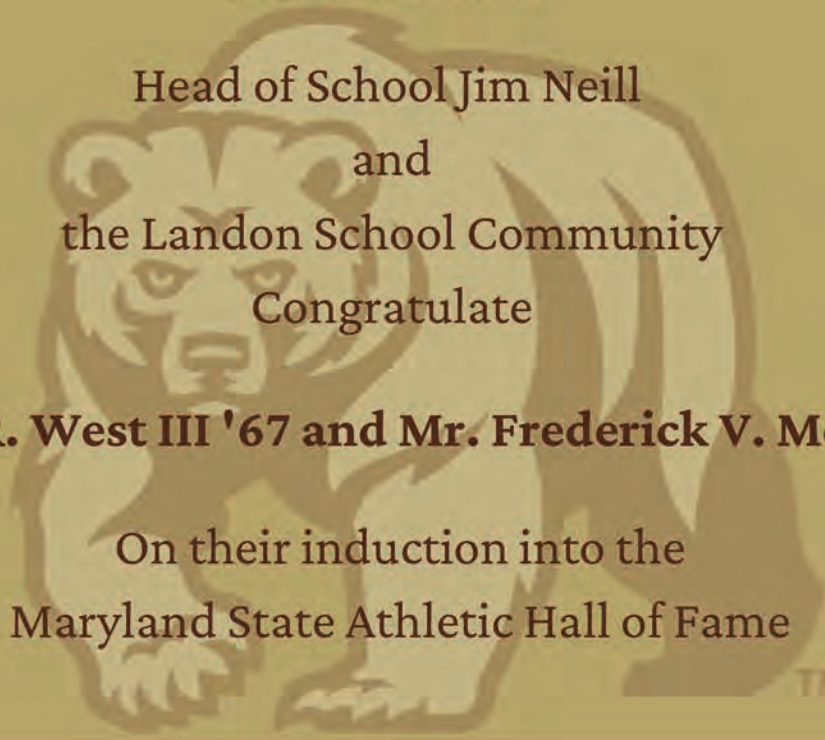 Head of School Jim Neill
and
the Landon School Community
Congratulate
West III '67 and Mr. Frederick V.
On their induction into the
Maryland State Athletic Hall of Fame